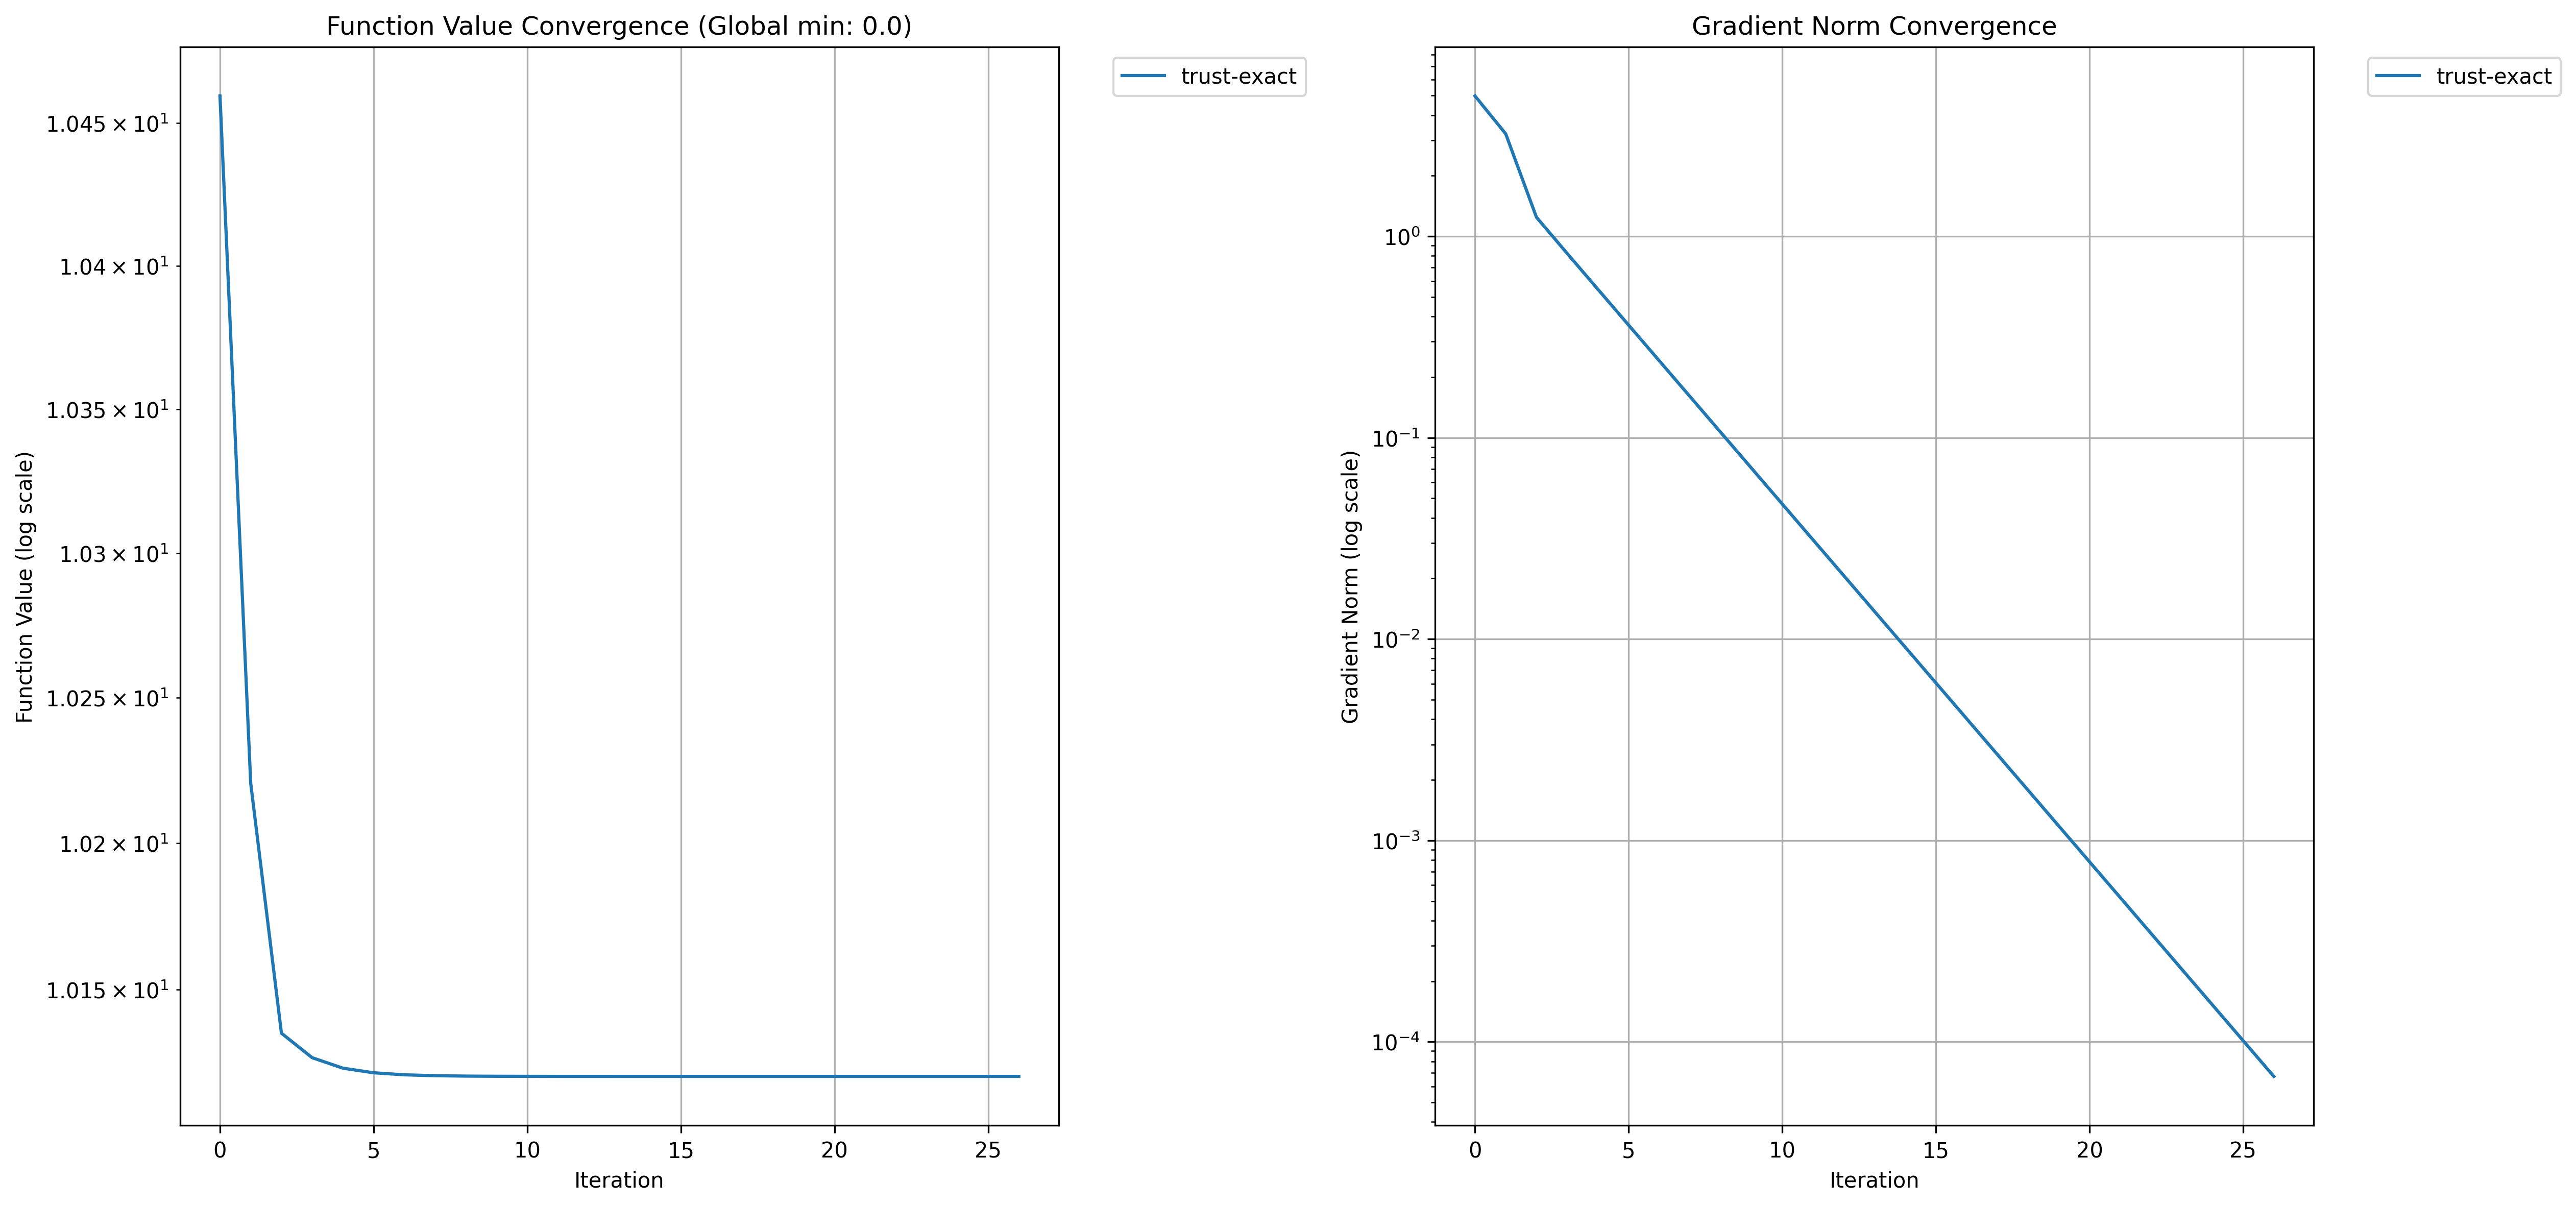 Function Value Convergence (Global min: 0.0)
trust-exact
1.045 × 10¹
1.04 × 10¹
1.035 × 10¹
1.03 × 10¹
1.025 × 10¹
1.02 × 10¹
1.015 × 10¹
Function Value (log scale)
0 5 10 15 20 25
Iteration
Gradient Norm Convergence
trust-exact
10⁰
10⁻¹
10⁻²
10⁻³
10⁻⁴
Gradient Norm (log scale)
0 5 10 15 20 25
Iteration